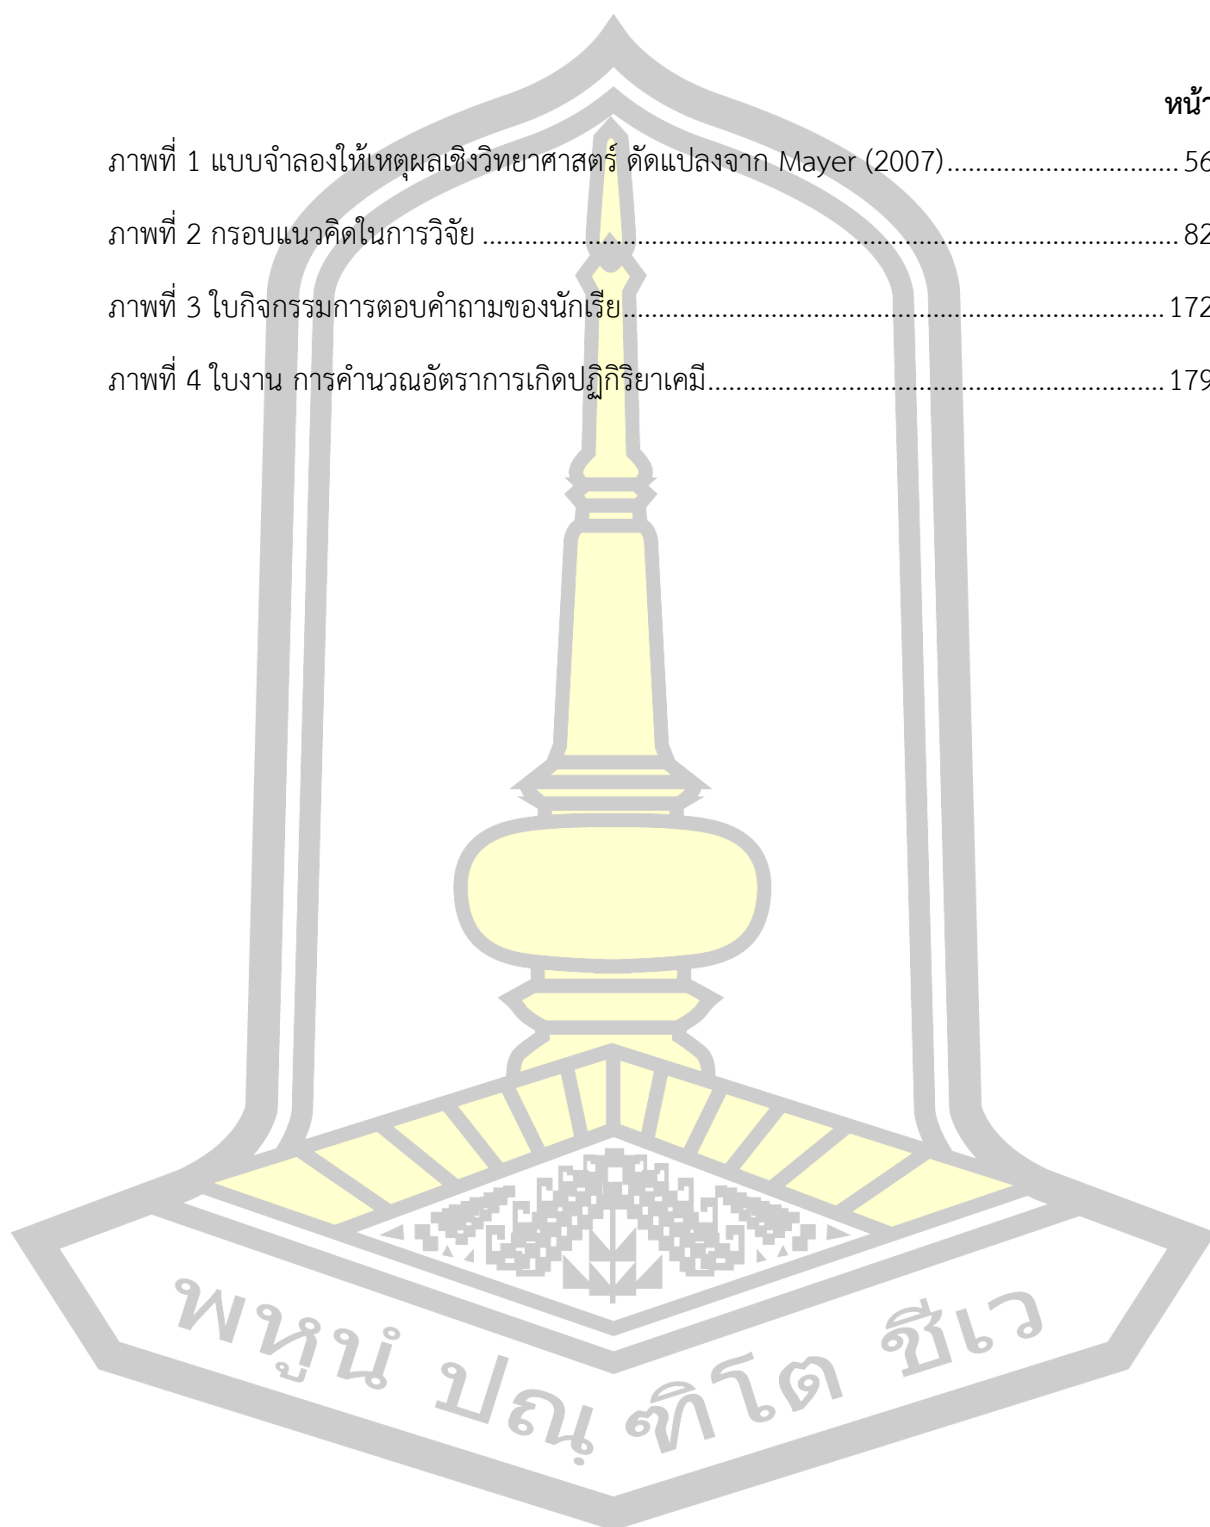 หน้า
ภาพที่ 1 แบบจำลองให้เหตุผลเชิงวิทยาศาสตร์ ดัดแปลงจาก Mayer (2007)................................. 56
ภาพที่ 2 กรอบแนวคิดในการวิจัย .................................................................................................. 82
ภาพที่ 3 ใบกิจกรรมการตอบคำถามของนักเรีย............................................................................ 172
ภาพที่ 4 ใบงาน การคำนวณอัตราการเกิดปฏิกิริยาเคมี................................................................ 179
พหูนํ ปณฺฑิโต ชีเว